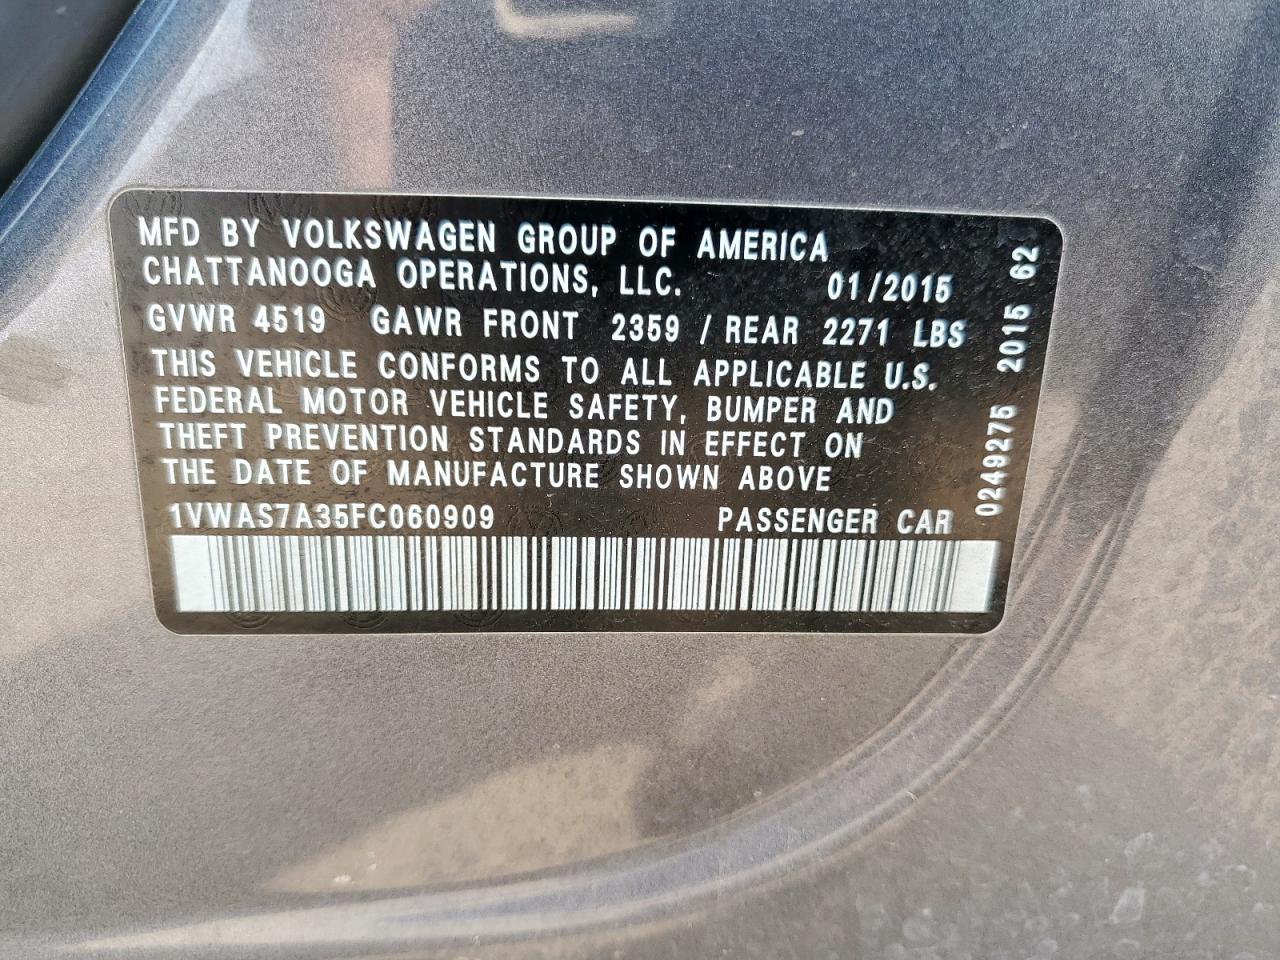 MFD BY VOLKSWAGEN GROUP OF AMERICA
CHATTANOOGA OPERATIONS, LLC. 01/2015
GVWR 4519 GAWR FRONT 2359 / REAR 2271 LBS
THIS VEHICLE CONFORMS TO ALL APPLICABLE U.S.
FEDERAL MOTOR VEHICLE SAFETY, BUMPER AND
THEFT PREVENTION STANDARDS IN EFFECT ON
THE DATE OF MANUFACTURE SHOWN ABOVE
1VWAS7A35FC060909 PASSENGER CAR
0249275 2015 62